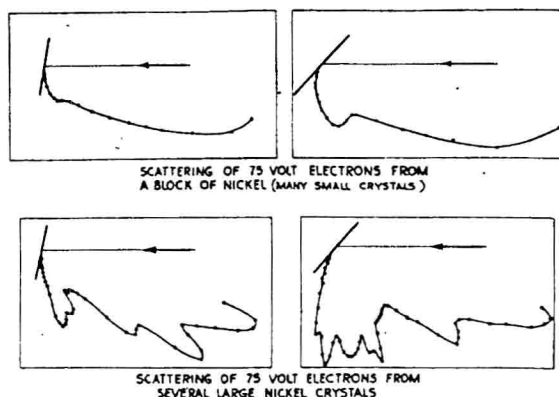 SCATTERING OF 75 VOLT ELECTRONS FROM
A BLOCK OF NICKEL (MANY SMALL CRYSTALS)
SCATTERING OF 75 VOLT ELECTRONS FROM
SEVERAL LARGE NICKEL CRYSTALS